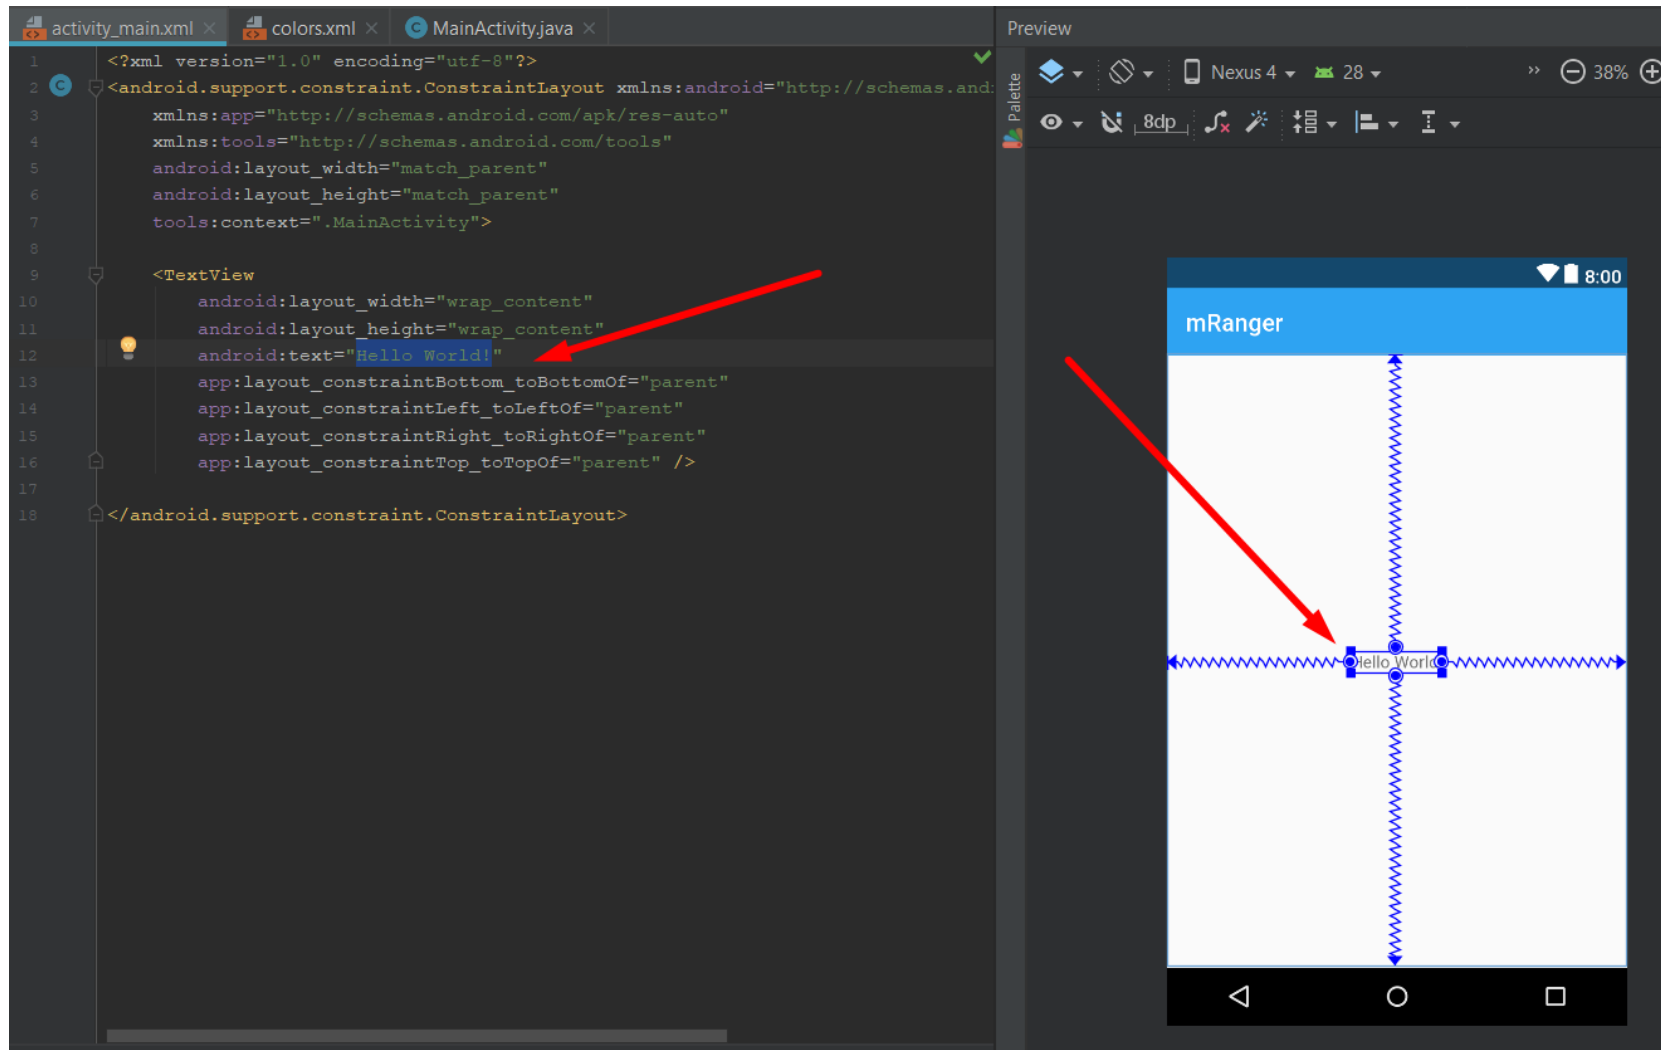 activity_main.xml
colors.xml
MainActivity.java
Preview
1 <?xml version="1.0" encoding="utf-8"?>
2 <android.support.constraint.ConstraintLayout xmlns:android="http://schemas.and
3 xmlns:app="http://schemas.android.com/apk/res-auto"
4 xmlns:tools="http://schemas.android.com/tools"
5 android:layout_width="match_parent"
6 android:layout_height="match_parent"
7 tools:context=".MainActivity">
8
9 <TextView
10 android:layout_width="wrap_content"
11 android:layout_height="wrap_content"
12 android:text="Hello World!"
13 app:layout_constraintBottom_toBottomOf="parent"
14 app:layout_constraintLeft_toLeftOf="parent"
15 app:layout_constraintRight_toRightOf="parent"
16 app:layout_constraintTop_toTopOf="parent" />
17
18 </android.support.constraint.ConstraintLayout>
Palette
Nexus 4 28 38%
8dp
8:00
mRanger
Hello World